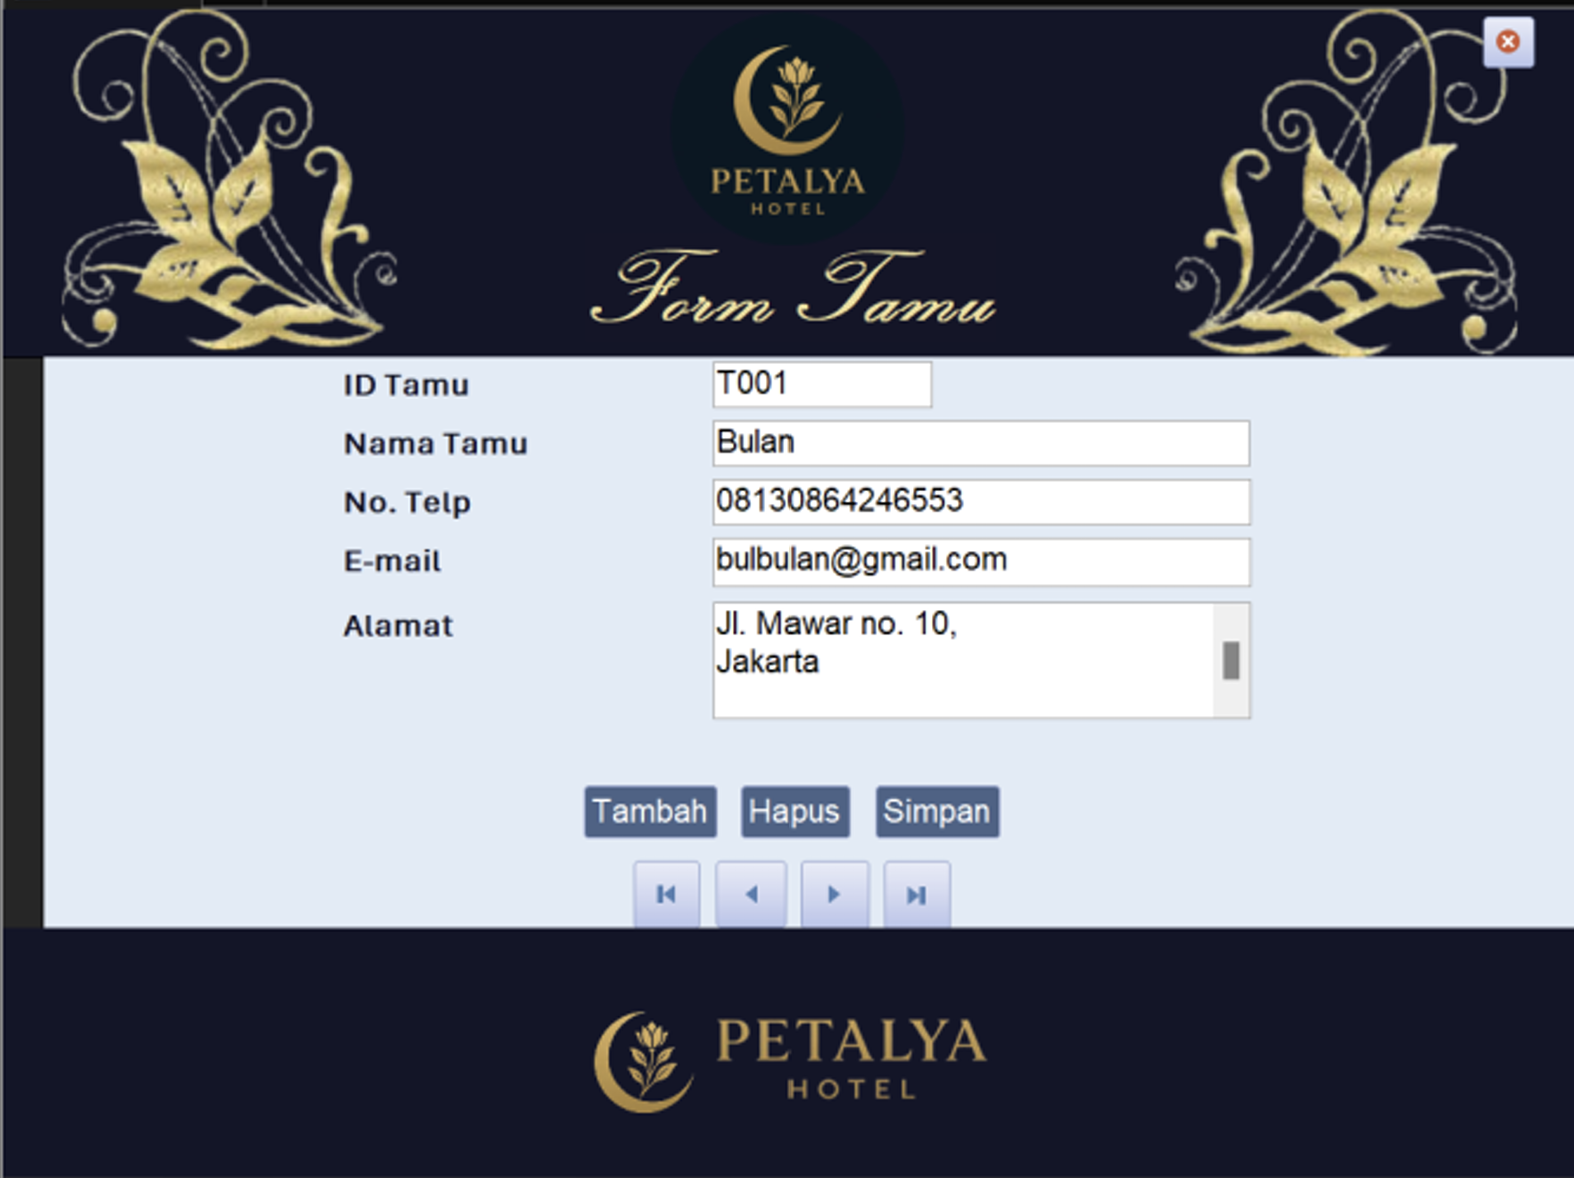 PETALYA
HOTEL
Form Tamu
ID Tamu T001
Nama Tamu Bulan
No. Telp 08130864246553
E-mail bulbulan@gmail.com
Alamat Jl. Mawar no. 10,
Jakarta
Tambah Hapus Simpan
PETALYA
HOTEL